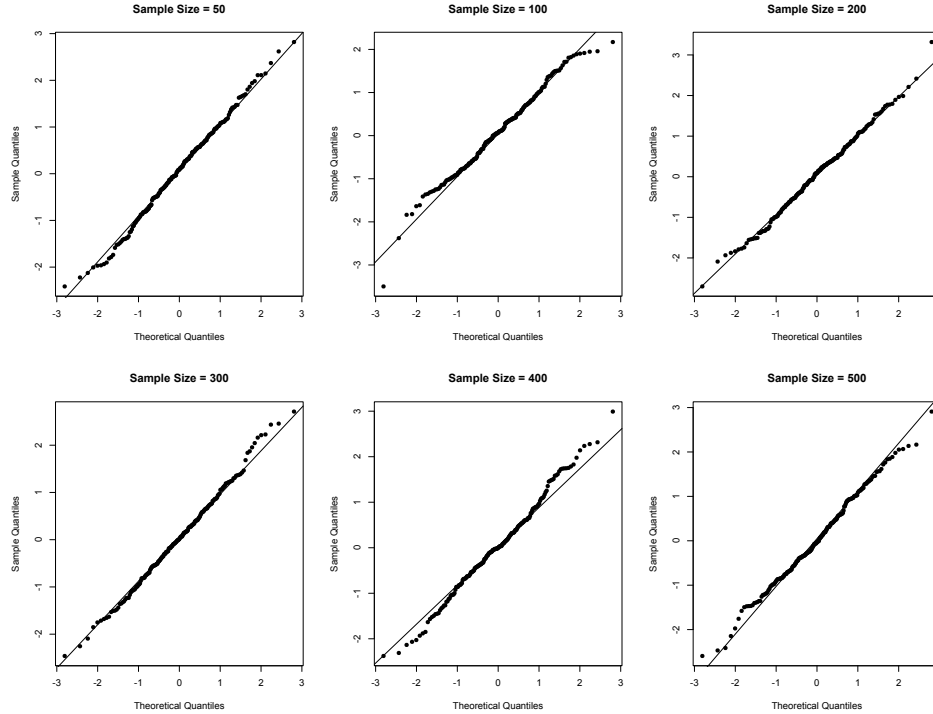 Sample Size = 50
3
2
1
0
-1
-2
-3 -2 -1 0 1 2 3
Sample Quantiles
Theoretical Quantiles
Sample Size = 100
2
1
0
-1
-2
-3
-3 -2 -1 0 1 2 3
Sample Quantiles
Theoretical Quantiles
Sample Size = 200
3
2
1
0
-1
-2
-3 -2 -1 0 1 2 3
Sample Quantiles
Theoretical Quantiles
Sample Size = 300
2
1
0
-1
-2
-3 -2 -1 0 1 2 3
Sample Quantiles
Theoretical Quantiles
Sample Size = 400
3
2
1
0
-1
-2
-3 -2 -1 0 1 2 3
Sample Quantiles
Theoretical Quantiles
Sample Size = 500
3
2
1
0
-1
-2
-3 -2 -1 0 1 2 3
Sample Quantiles
Theoretical Quantiles